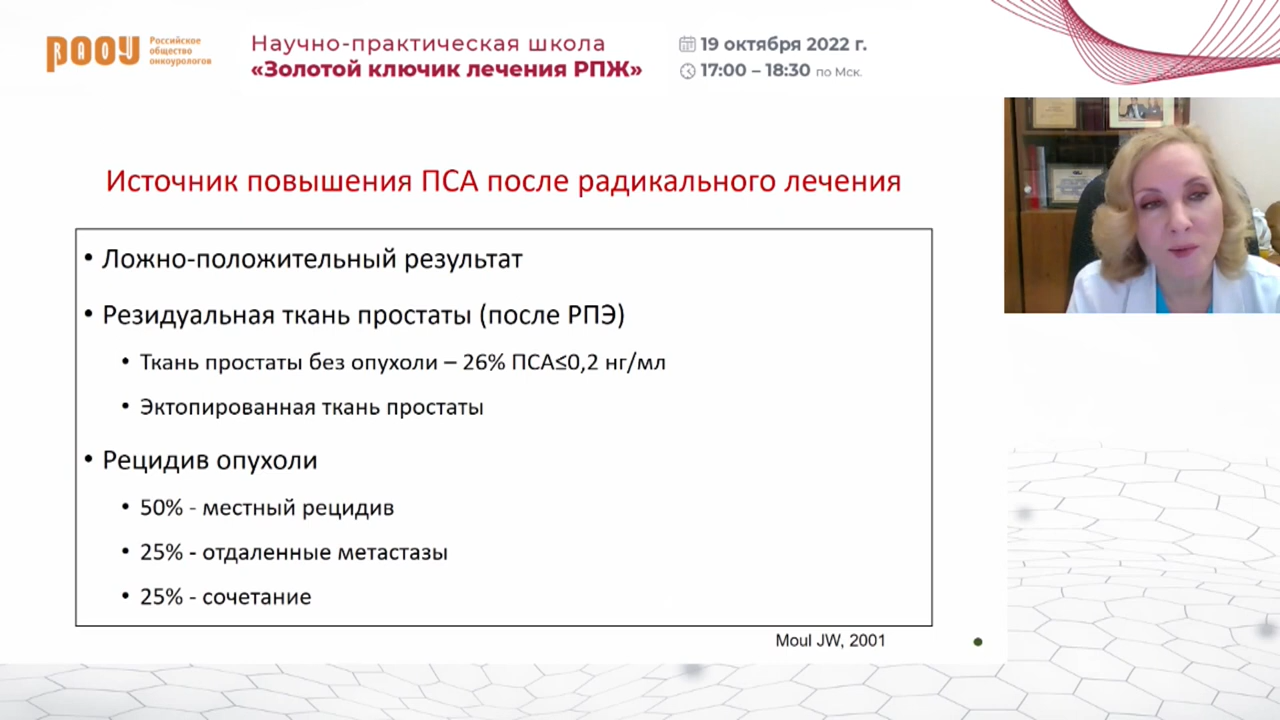 РАОУ
Российское
общество
онкоурологов
Научно-практическая школа
«Золотой ключик лечения РПЖ»
19 октября 2022 г.
17:00 – 18:30 по Мск.
Источник повышения ПСА после радикального лечения
• Ложно-положительный результат
• Резидуальная ткань простаты (после РПЭ)
• Ткань простаты без опухоли – 26% ПСА≤0,2 нг/мл
• Эктопированная ткань простаты
• Рецидив опухоли
• 50% - местный рецидив
• 25% - отдаленные метастазы
• 25% - сочетание
Moul JW, 2001